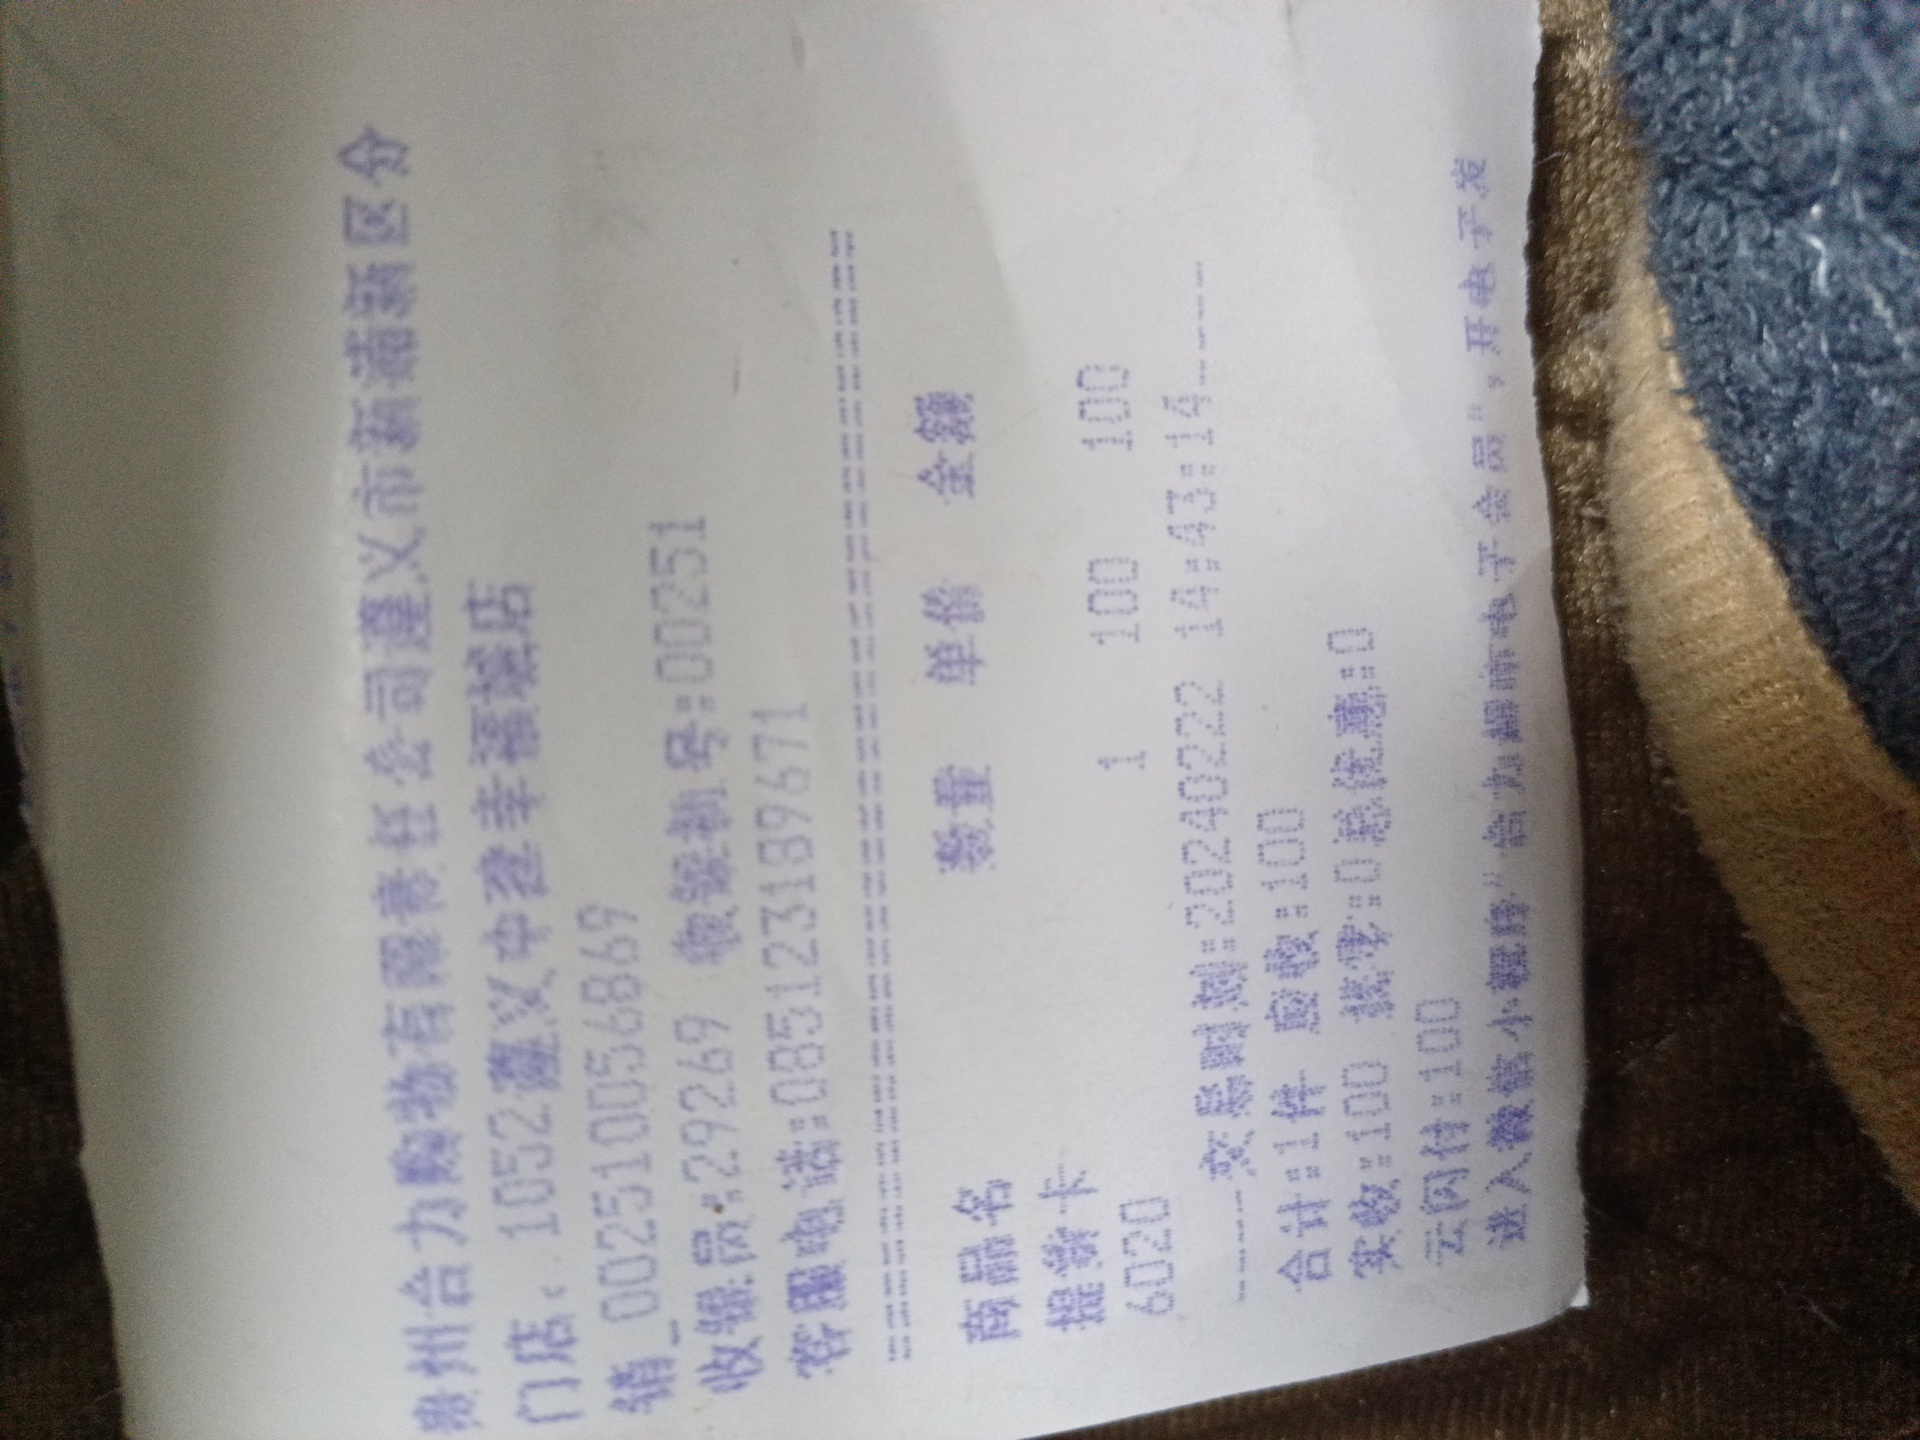 贵州合力购物有限责任公司遵义市新蒲新区分
门店: 1052遵义中建幸福城店
销_002510056869
收银员:29269 收银机号:00251
客服电话:085123189671
商品名 数量 单价 金额
提货卡
6020 1 100 100
----交易时刻:20240222 14:43:14----
合计:1件 应收:100
实收:100 找零:0 总优惠:0
云闪付:100
进入微信小程序"合力超市电子会员",开电子发